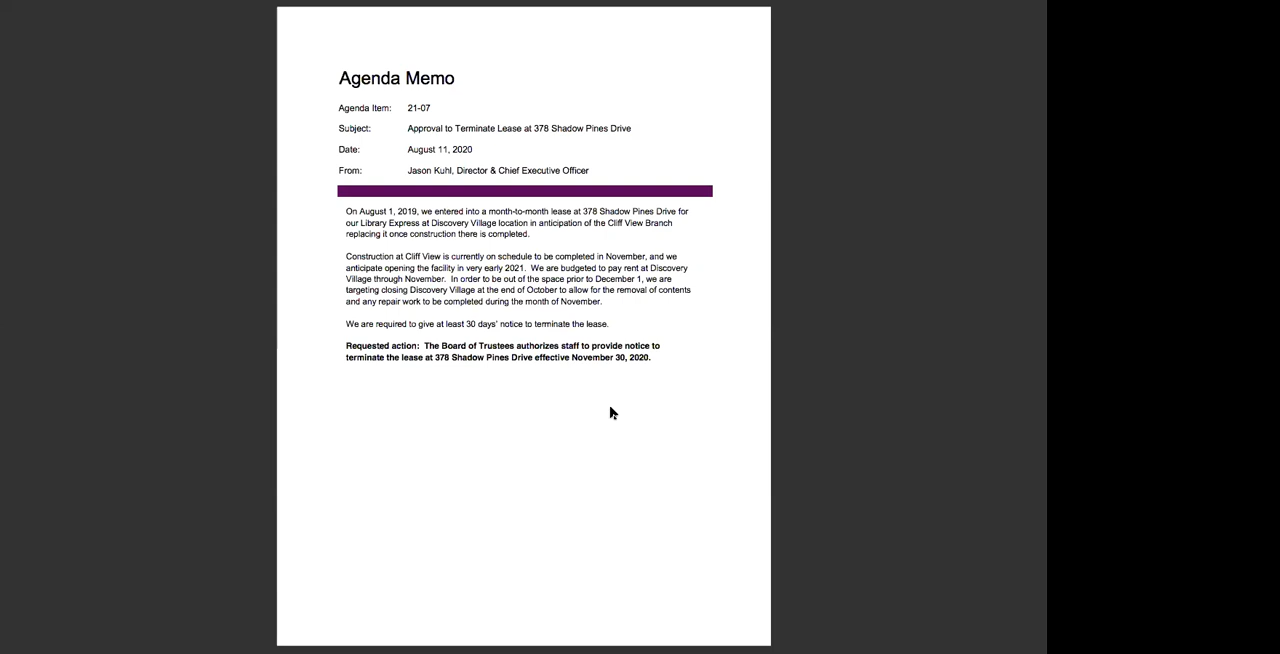 Agenda Memo
Agenda Item: 21-07
Subject: Approval to Terminate Lease at 378 Shadow Pines Drive
Date: August 11, 2020
From: Jason Kuhl, Director & Chief Executive Officer
On August 1, 2019, we entered into a month-to-month lease at 378 Shadow Pines Drive for
our Library Express at Discovery Village location in anticipation of the Cliff View Branch
replacing it once construction there is completed.
Construction at Cliff View is currently on schedule to be completed in November, and we
anticipate opening the facility in very early 2021. We are budgeted to pay rent at Discovery
Village through November. In order to be out of the space prior to December 1, we are
targeting closing Discovery Village at the end of October to allow for the removal of contents
and any repair work to be completed during the month of November.
We are required to give at least 30 days' notice to terminate the lease.
Requested action: The Board of Trustees authorizes staff to provide notice to
terminate the lease at 378 Shadow Pines Drive effective November 30, 2020.